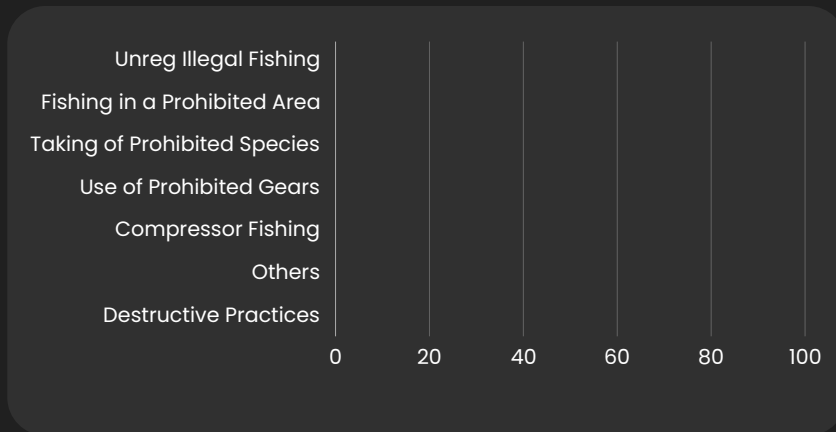 Unreg Illegal Fishing
Fishing in a Prohibited Area
Taking of Prohibited Species
Use of Prohibited Gears
Compressor Fishing
Others
Destructive Practices
0 20 40 60 80 100